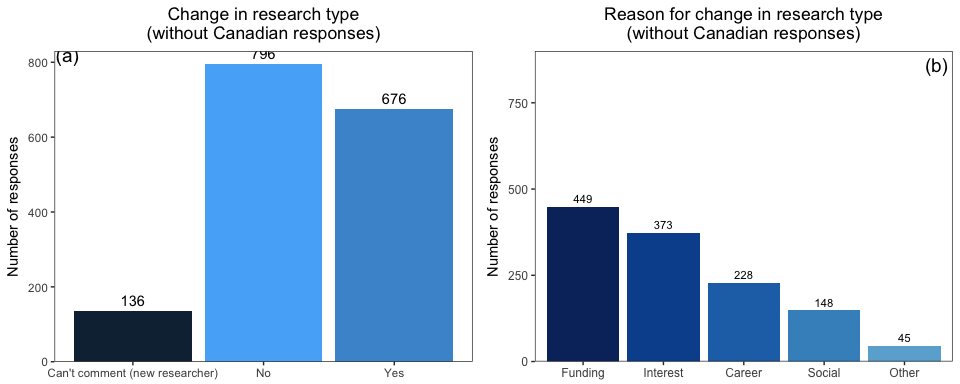 Change in research type
(without Canadian responses)
(a)
Number of responses
800
600
400
200
0
136
796
676
Can't comment (new researcher)
No
Yes
Reason for change in research type
(without Canadian responses)
(b)
Number of responses
750
500
250
0
449
373
228
148
45
Funding
Interest
Career
Social
Other